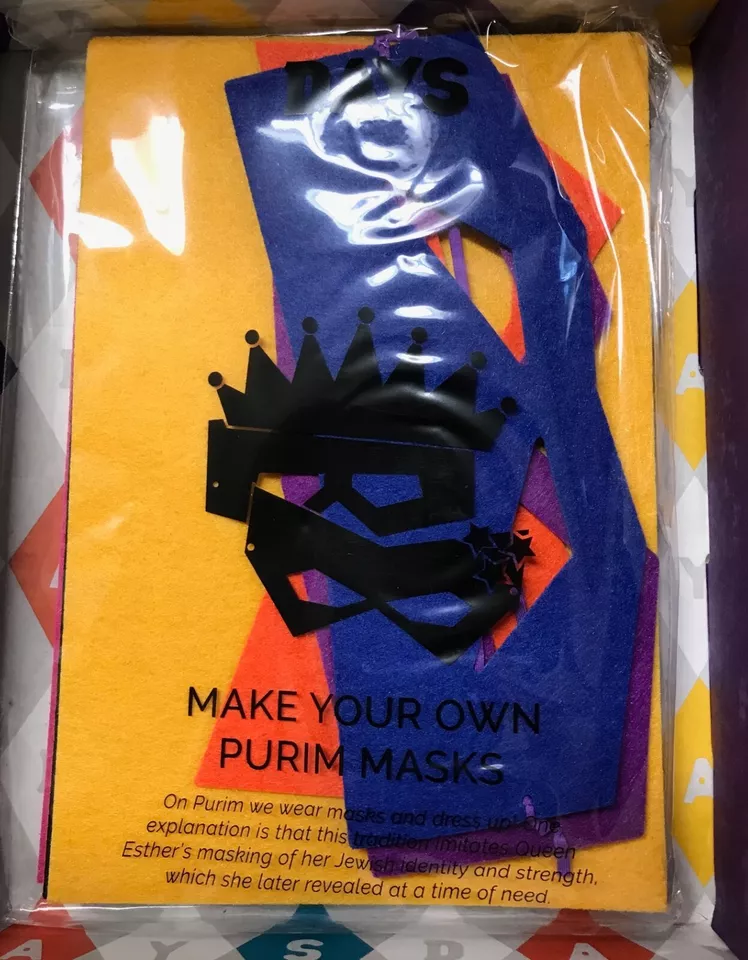 DAYS
MAKE YOUR OWN
PURIM MASKS
On Purim we wear masks and dress up! One
explanation is that this tradition imitates Queen
Esther's masking of her Jewish identity and strength,
which she later revealed at a time of need.
A
A
A Y S D A